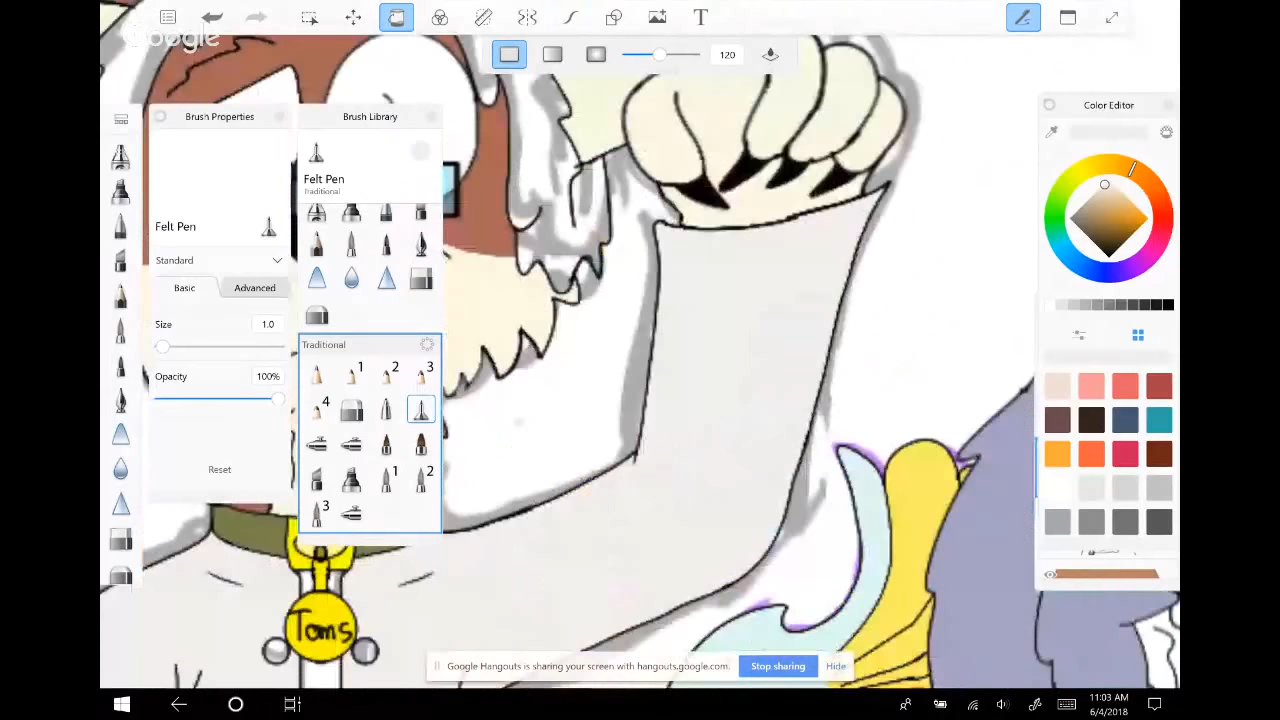 Google
T
120
Brush Properties
Brush Library
Color Editor
Felt Pen
Traditional
Felt Pen
Standard
Basic
Advanced
Size
1.0
Opacity
100%
Reset
Traditional
1
2
3
4
1
2
3
Toms
Google Hangouts is sharing your screen with hangouts.google.com.
Stop sharing
Hide
11:03 AM
6/4/2018